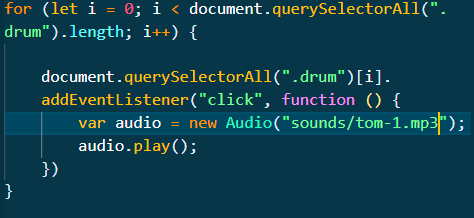 for (let i = 0; i < document.querySelectorAll(".
drum").length; i++) {
document.querySelectorAll(".drum")[i].
addEventListener("click", function () {
var audio = new Audio("sounds/tom-1.mp3");
audio.play();
})
}